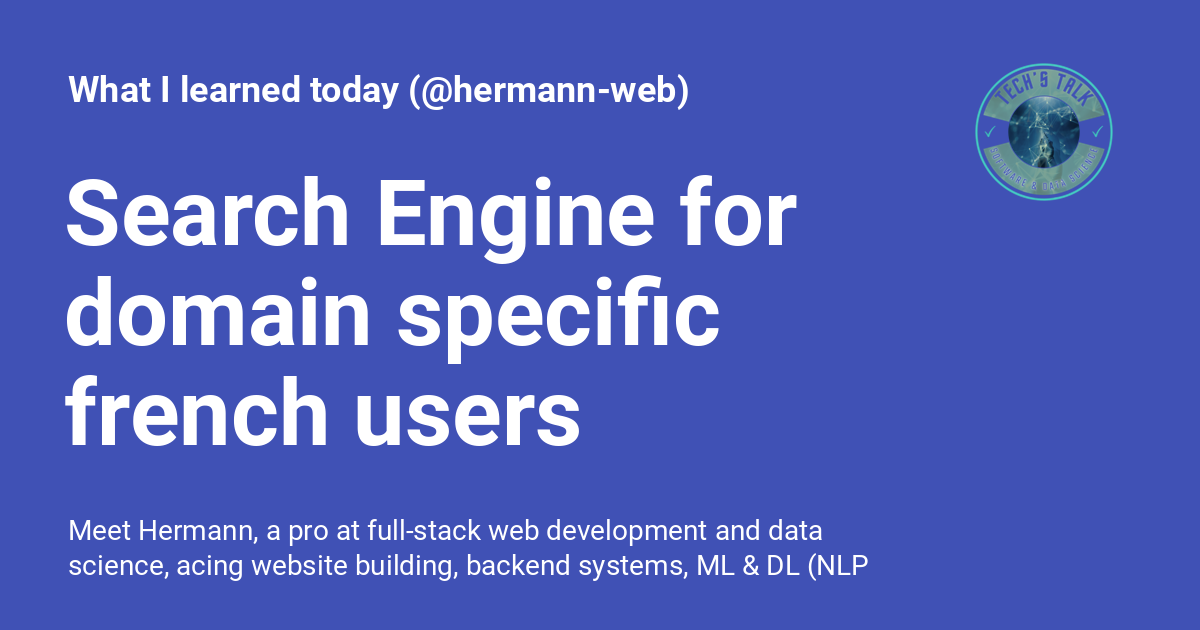 What I learned today (@hermann-web)
TECH'S TALK
SOFTWARE & DATA SCIENCE
Search Engine for
domain specific
french users
Meet Hermann, a pro at full-stack web development and data
science, acing website building, backend systems, ML & DL (NLP